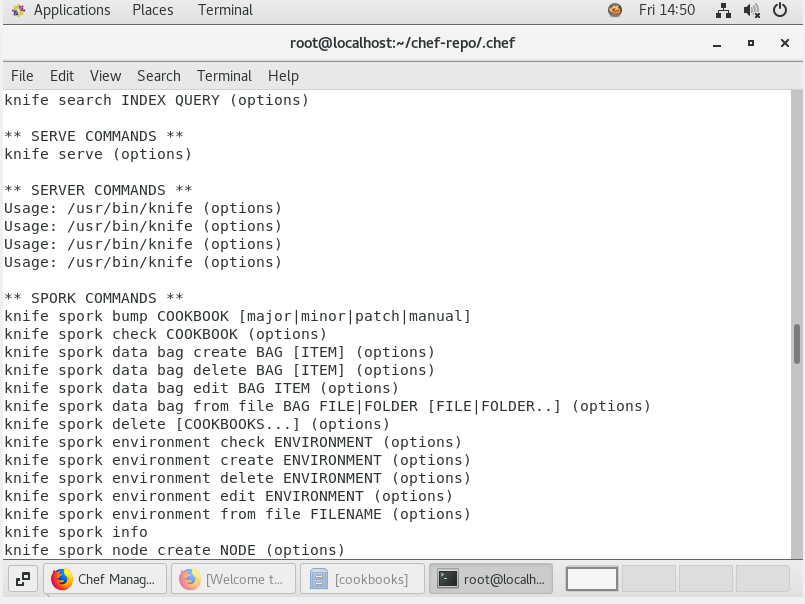 Applications Places Terminal Fri 14:50
root@localhost:~/chef-repo/.chef
File Edit View Search Terminal Help
knife search INDEX QUERY (options)
** SERVE COMMANDS **
knife serve (options)
** SERVER COMMANDS **
Usage: /usr/bin/knife (options)
Usage: /usr/bin/knife (options)
Usage: /usr/bin/knife (options)
Usage: /usr/bin/knife (options)
** SPORK COMMANDS **
knife spork bump COOKBOOK [major|minor|patch|manual]
knife spork check COOKBOOK (options)
knife spork data bag create BAG [ITEM] (options)
knife spork data bag delete BAG [ITEM] (options)
knife spork data bag edit BAG ITEM (options)
knife spork data bag from file BAG FILE|FOLDER [FILE|FOLDER..] (options)
knife spork delete [COOKBOOKS...] (options)
knife spork environment check ENVIRONMENT (options)
knife spork environment create ENVIRONMENT (options)
knife spork environment delete ENVIRONMENT (options)
knife spork environment edit ENVIRONMENT (options)
knife spork environment from file FILENAME (options)
knife spork info
knife spork node create NODE (options)
Chef Manag... [Welcome t... [cookbooks] root@localh...